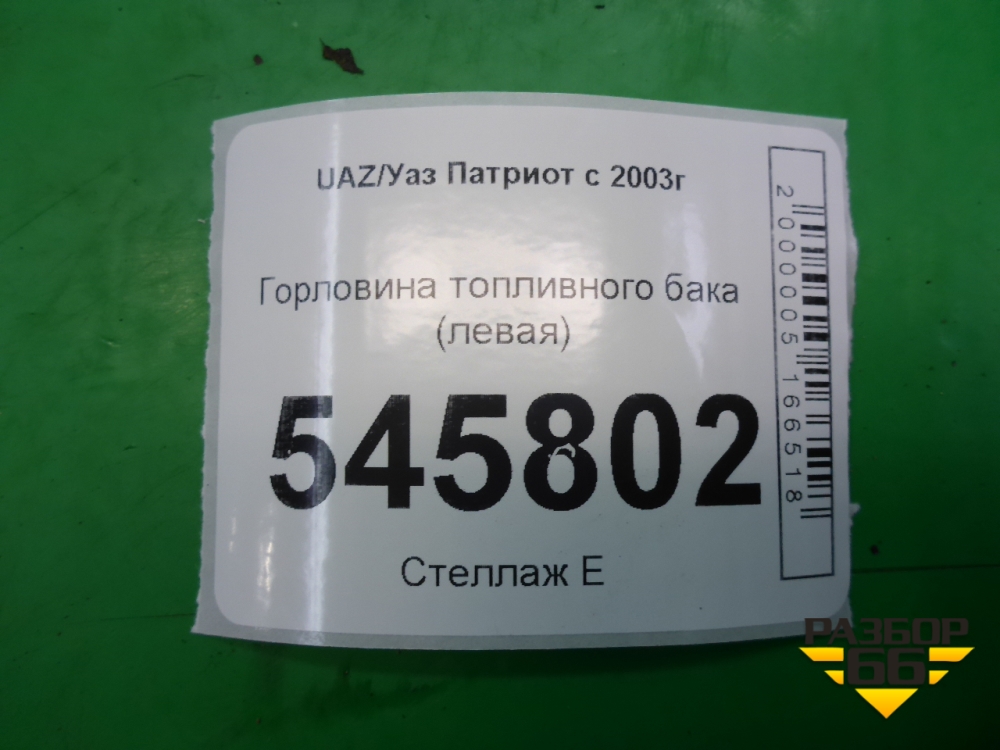 UAZ/Уаз Патриот с 2003г
Горловина топливного бака
(левая)
545802
Стеллаж Е
2000005166518
РАЗБОР
66